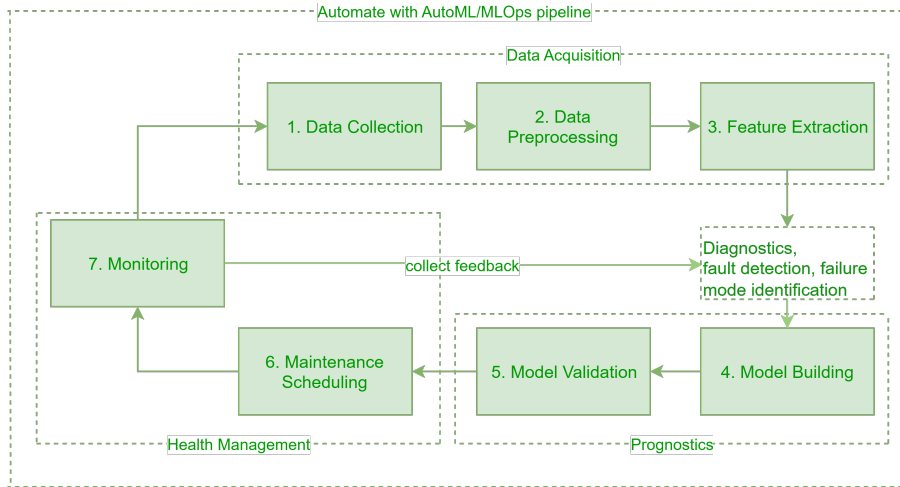 Automate with AutoML/MLOps pipeline
Data Acquisition
1. Data Collection
2. Data
Preprocessing
3. Feature Extraction
7. Monitoring
collect feedback
Diagnostics,
fault detection, failure
mode identification
6. Maintenance
Scheduling
5. Model Validation
4. Model Building
Health Management
Prognostics